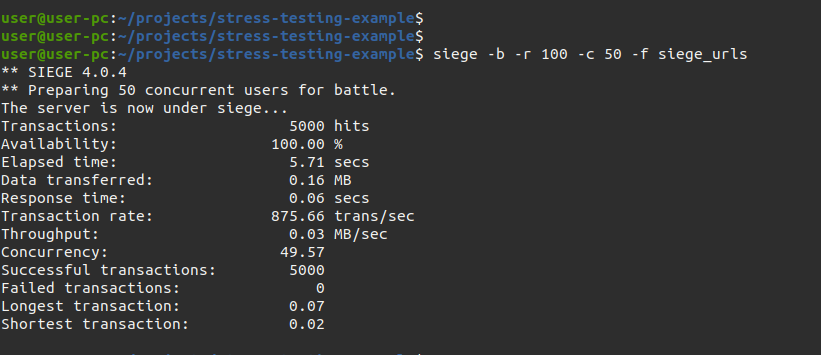 user@user-pc:~/projects/stress-testing-example$
user@user-pc:~/projects/stress-testing-example$
user@user-pc:~/projects/stress-testing-example$ siege -b -r 100 -c 50 -f siege_urls
** SIEGE 4.0.4
** Preparing 50 concurrent users for battle.
The server is now under siege...
Transactions: 5000 hits
Availability: 100.00 %
Elapsed time: 5.71 secs
Data transferred: 0.16 MB
Response time: 0.06 secs
Transaction rate: 875.66 trans/sec
Throughput: 0.03 MB/sec
Concurrency: 49.57
Successful transactions: 5000
Failed transactions: 0
Longest transaction: 0.07
Shortest transaction: 0.02